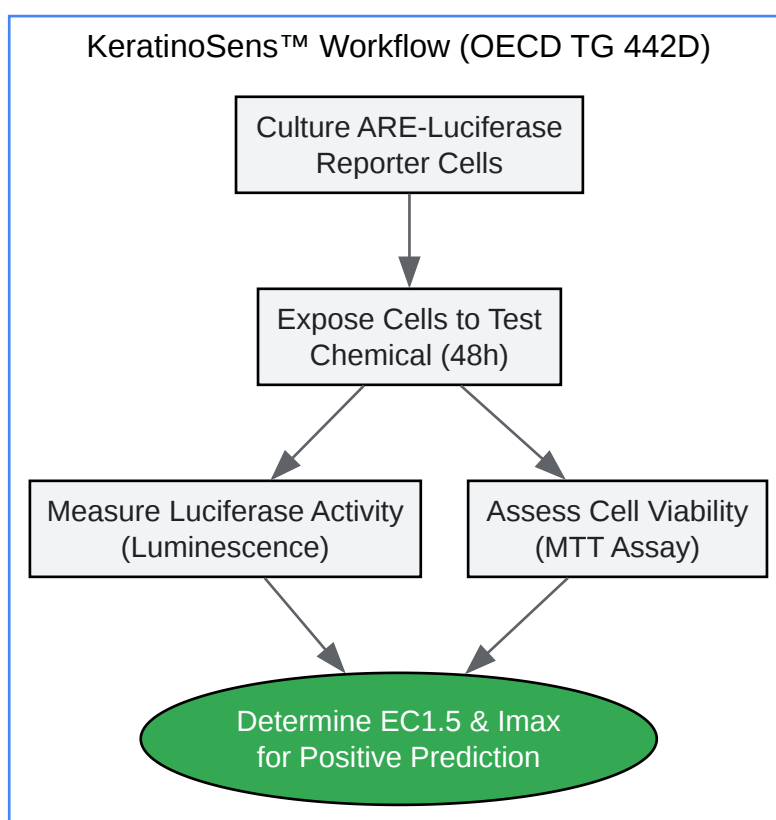 KeratinoSens™ Workflow (OECD TG 442D)
Culture ARE-Luciferase
Reporter Cells
Expose Cells to Test
Chemical (48h)
Measure Luciferase Activity
(Luminescence)
Assess Cell Viability
(MTT Assay)
Determine EC1.5 & Imax
for Positive Prediction